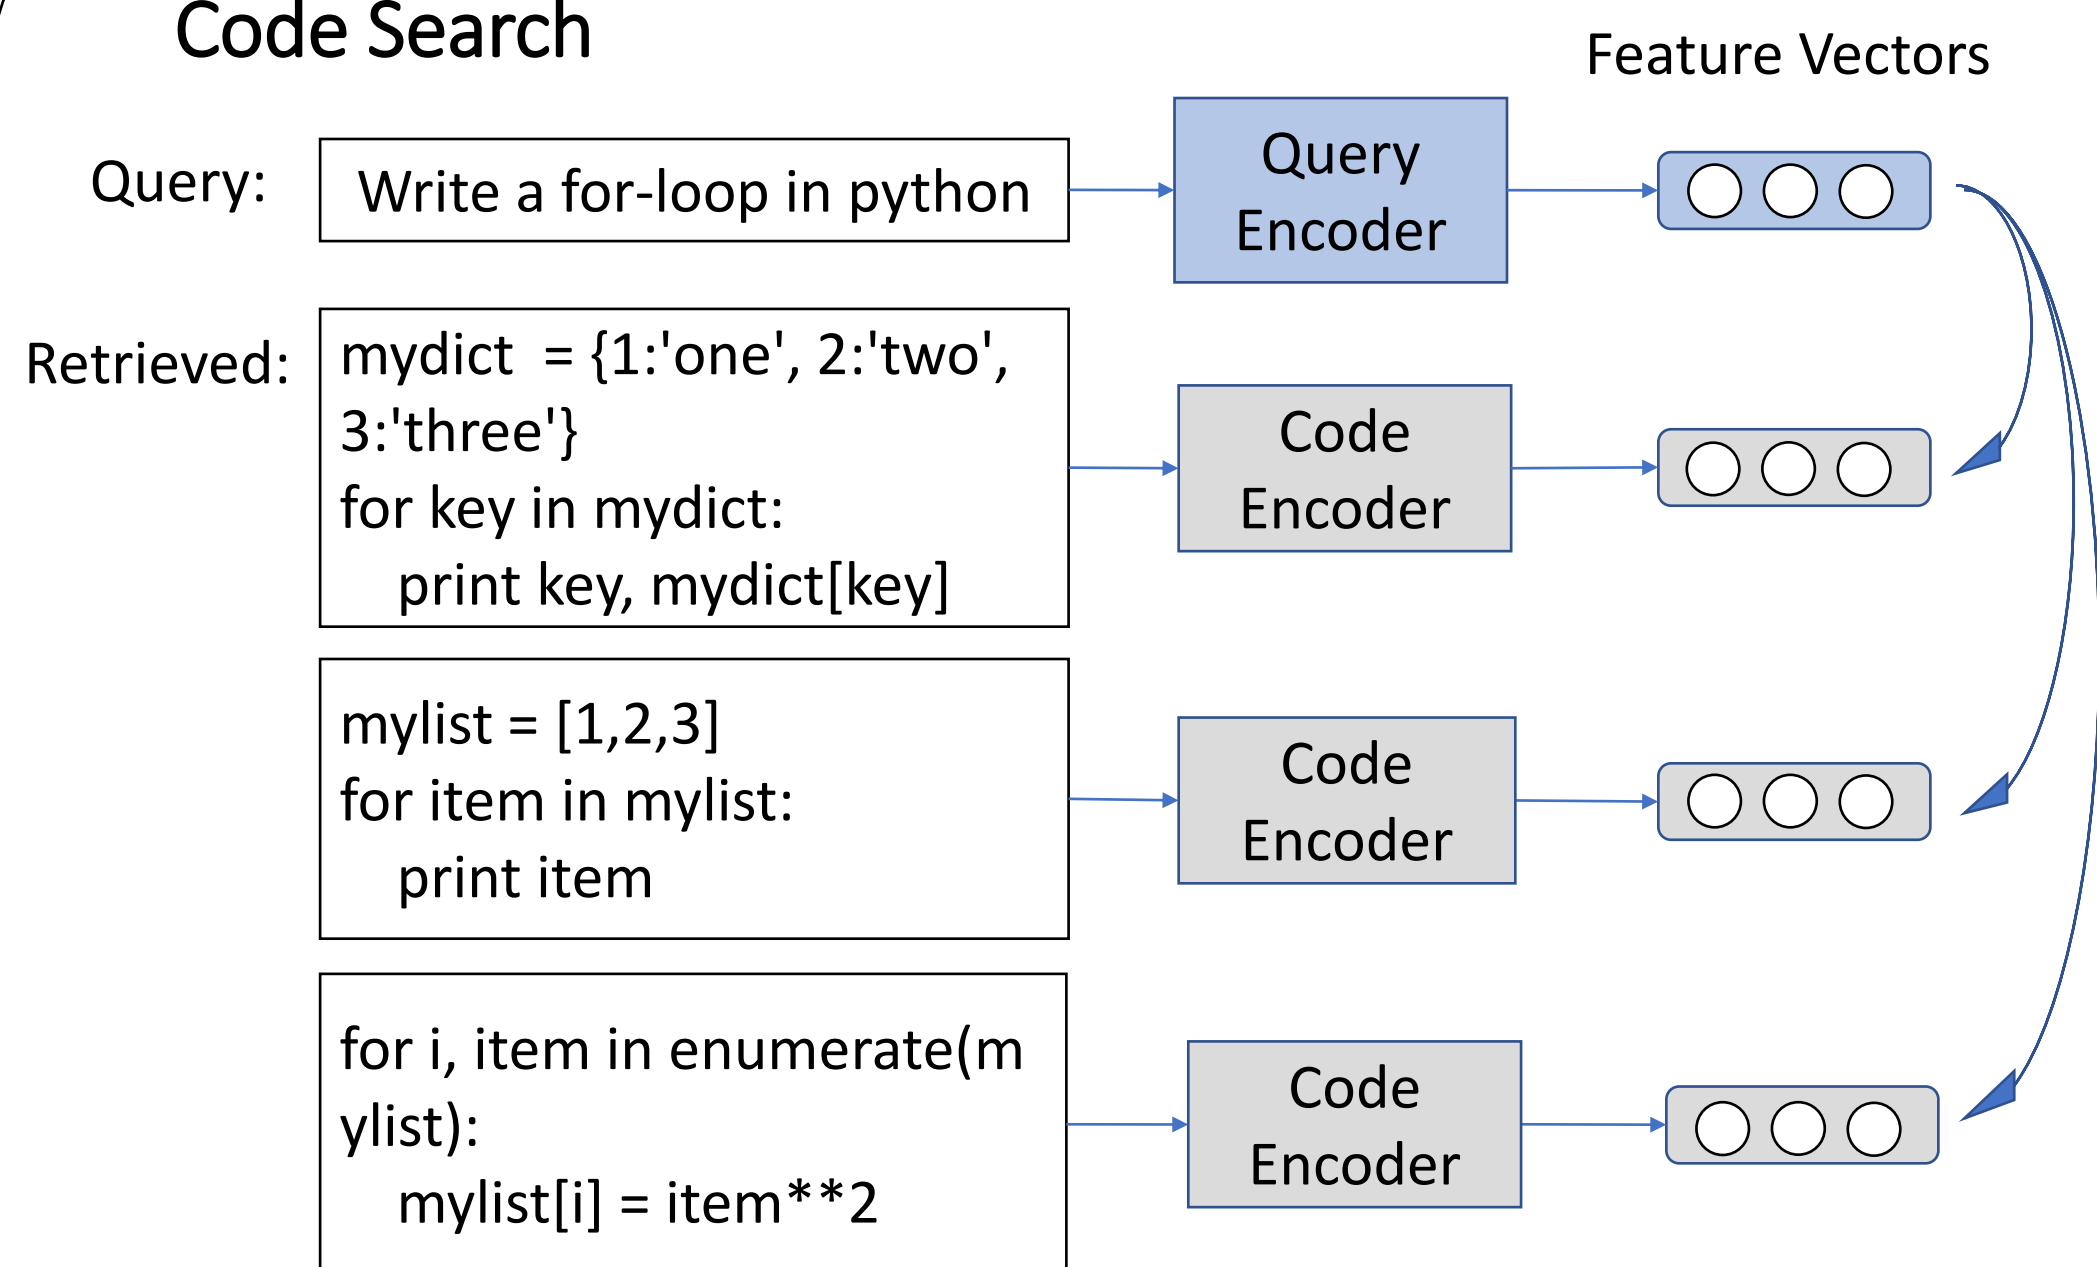 Code Search
Feature Vectors
Query:
Write a for-loop in python
Query
Encoder
Retrieved:
mydict  = {1:'one', 2:'two',
3:'three'}
for key in mydict:
print key, mydict[key]
Code
Encoder
mylist = [1,2,3]
for item in mylist:
print item
Code
Encoder
for i, item in enumerate(m
ylist):
mylist[i] = item**2
Code
Encoder